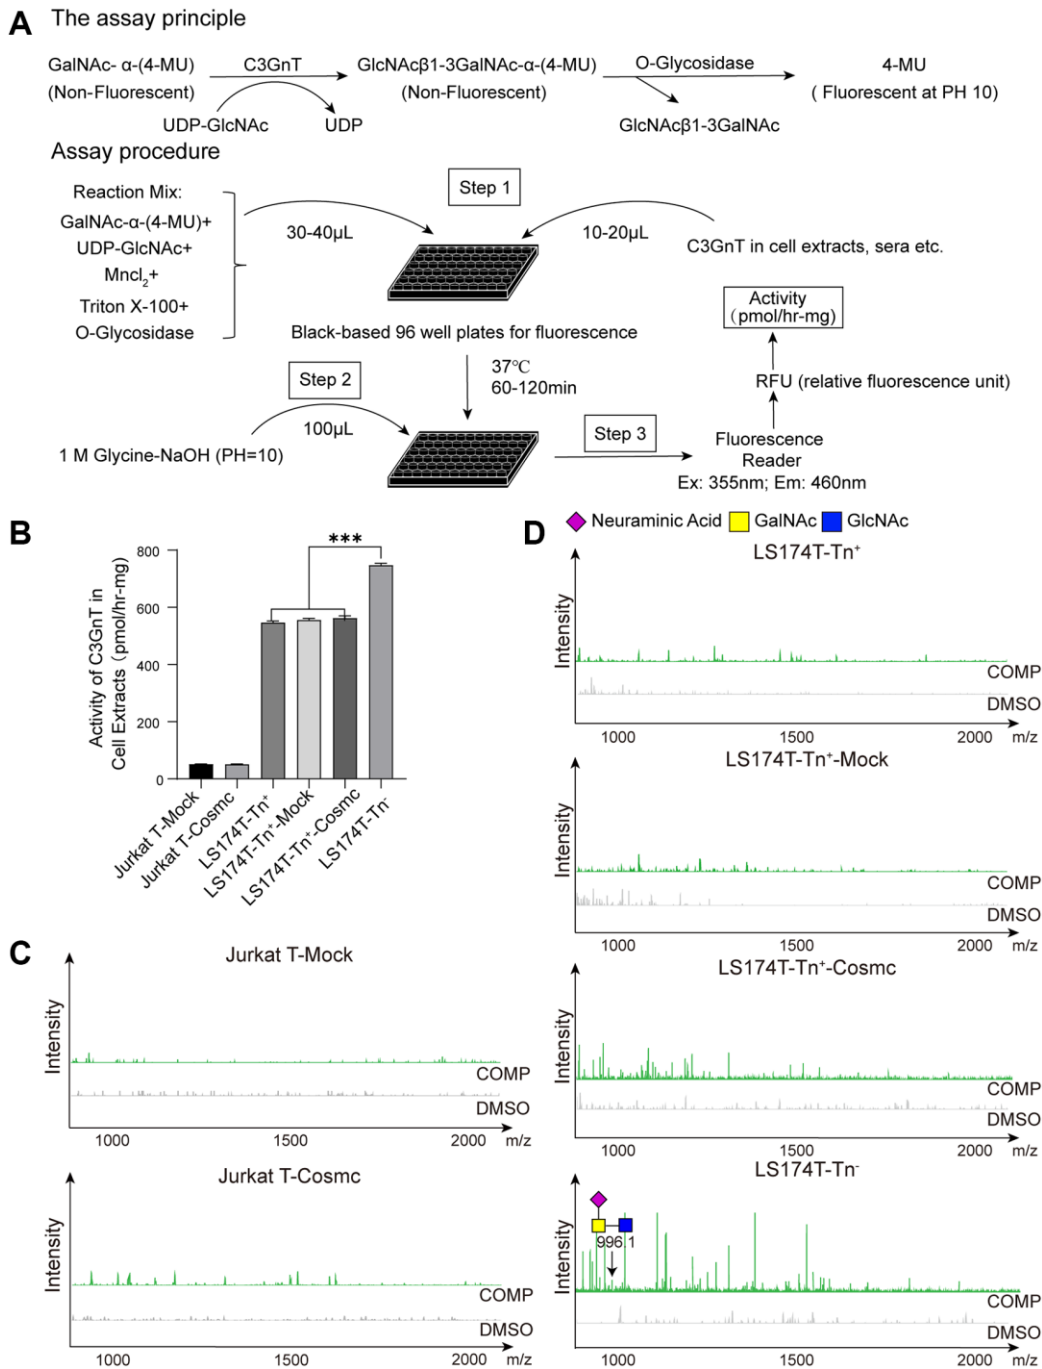 A The assay principle
GalNAc- α-(4-MU)
(Non-Fluorescent)
C3GnT
UDP-GlcNAc
UDP
GlcNAcβ1-3GalNAc-α-(4-MU)
(Non-Fluorescent)
O-Glycosidase
GlcNAcβ1-3GalNAc
4-MU
( Fluorescent at PH 10)
Assay procedure
Reaction Mix:
GalNAc-α-(4-MU)+
UDP-GlcNAc+
Mncl2+
Triton X-100+
O-Glycosidase
30-40μL
Step 1
10-20μL
C3GnT in cell extracts, sera etc.
Black-based 96 well plates for fluorescence
37℃
60-120min
Step 2
100μL
1 M Glycine-NaOH (PH=10)
Step 3
Fluorescence
Reader
Ex: 355nm; Em: 460nm
RFU (relative fluorescence unit)
Activity
(pmol/hr-mg)
B
Activity of C3GnT in
Cell Extracts (pmol/hr-mg)
800
600
400
200
0
***
Jurkat T-Mock
Jurkat T-Cosmc
LS174T-Tn+
LS174T-Tn+-Mock
LS174T-Tn+-Cosmc
LS174T-Tn-
C
Jurkat T-Mock
Intensity
COMP
DMSO
1000 1500 2000 m/z
Jurkat T-Cosmc
Intensity
COMP
DMSO
1000 1500 2000 m/z
D
Neuraminic Acid GalNAc GlcNAc
LS174T-Tn+
Intensity
COMP
DMSO
1000 1500 2000 m/z
LS174T-Tn+-Mock
Intensity
COMP
DMSO
1000 1500 2000 m/z
LS174T-Tn+-Cosmc
Intensity
COMP
DMSO
1000 1500 2000 m/z
LS174T-Tn-
996.1
Intensity
COMP
DMSO
1000 1500 2000 m/z